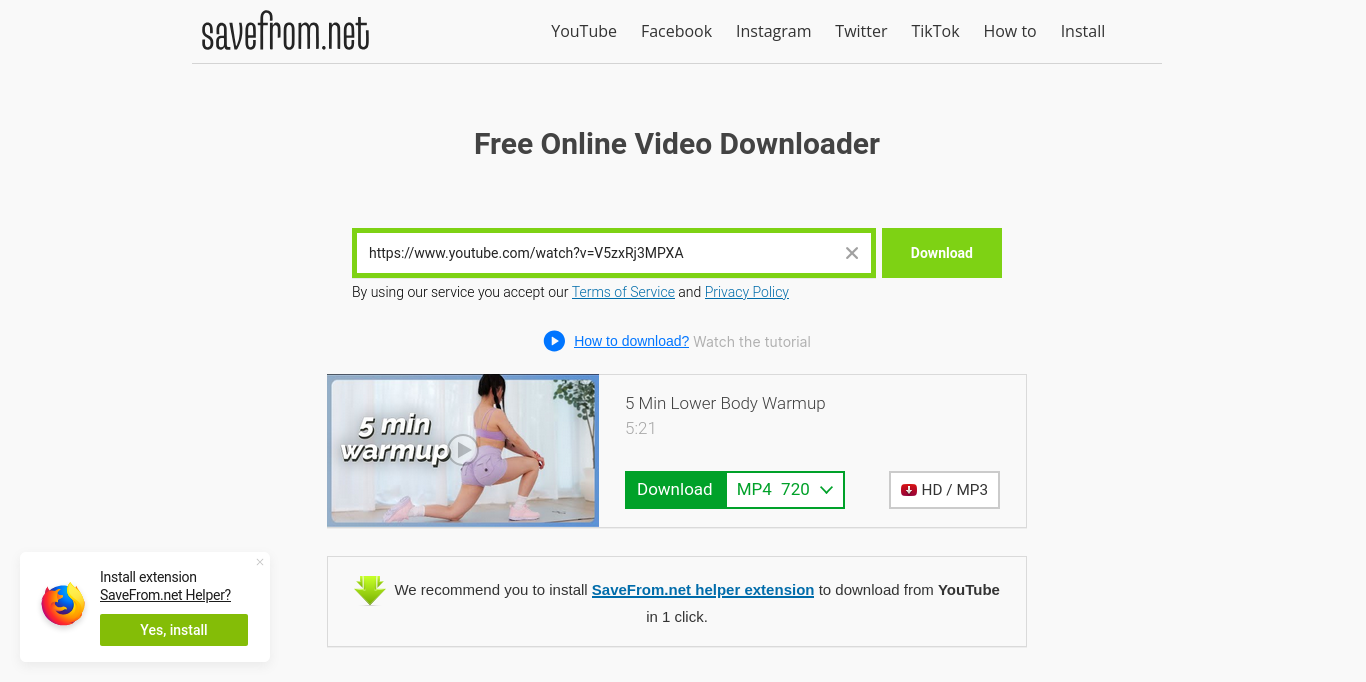 savefrom.net
YouTube Facebook Instagram Twitter TikTok How to Install
Free Online Video Downloader
https://www.youtube.com/watch?v=V5zxRj3MPXA
Download
By using our service you accept our Terms of Service and Privacy Policy
How to download? Watch the tutorial
5 min
warmup
5 Min Lower Body Warmup
5:21
Download MP4 720
HD / MP3
We recommend you to install SaveFrom.net helper extension to download from YouTube
in 1 click.
Install extension
SaveFrom.net Helper?
Yes, install